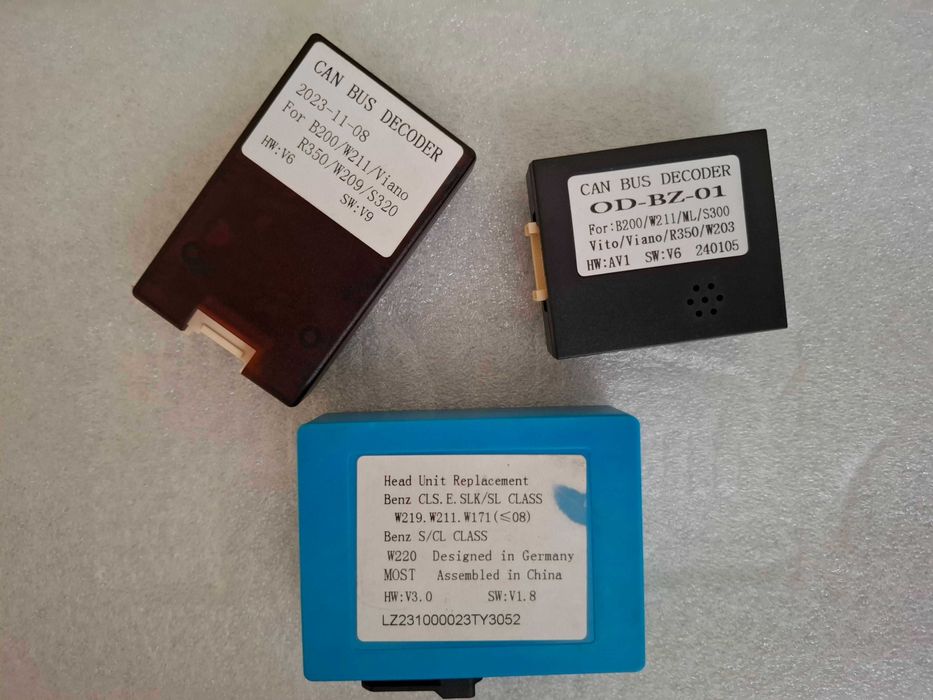 CAN BUS DECODER
2023-11-08
For B200/W211/Viano
R350/W209/S320
HW:V6 SW:V9
CAN BUS DECODER
OD-BZ-01
For:B200/W211/ML/S300
Vito/Viano/R350/W203
HW:AV1 SW:V6 240105
Head Unit Replacement
Benz CLS.E.SLK/SL CLASS
W219.W211.W171(≤08)
Benz S/CL CLASS
W220 Designed in Germany
MOST Assembled in China
HW:V3.0 SW:V1.8
LZ231000023TY3052